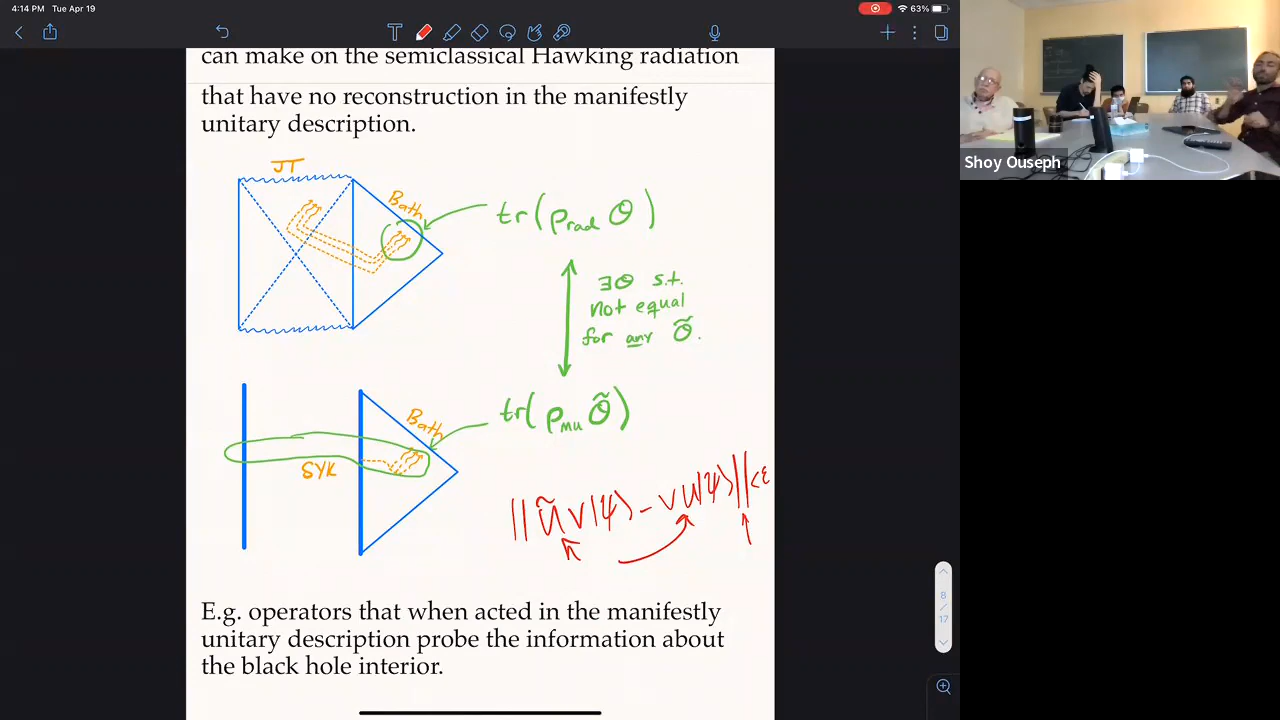 4:14 PM Tue Apr 19
63%
can make on the semiclassical Hawking radiation
that have no reconstruction in the manifestly
unitary description.
JT
Bath
tr(ρ_rad 𝒪)
∃𝒪 s.t.
not equal
for any 𝒪̃.
Bath
tr(ρ_MU 𝒪̃)
SYK
||ŨV|ψ⟩ - VU|ψ⟩||<ε
E.g. operators that when acted in the manifestly
unitary description probe the information about
the black hole interior.
8
/
17
Shoy Ouseph